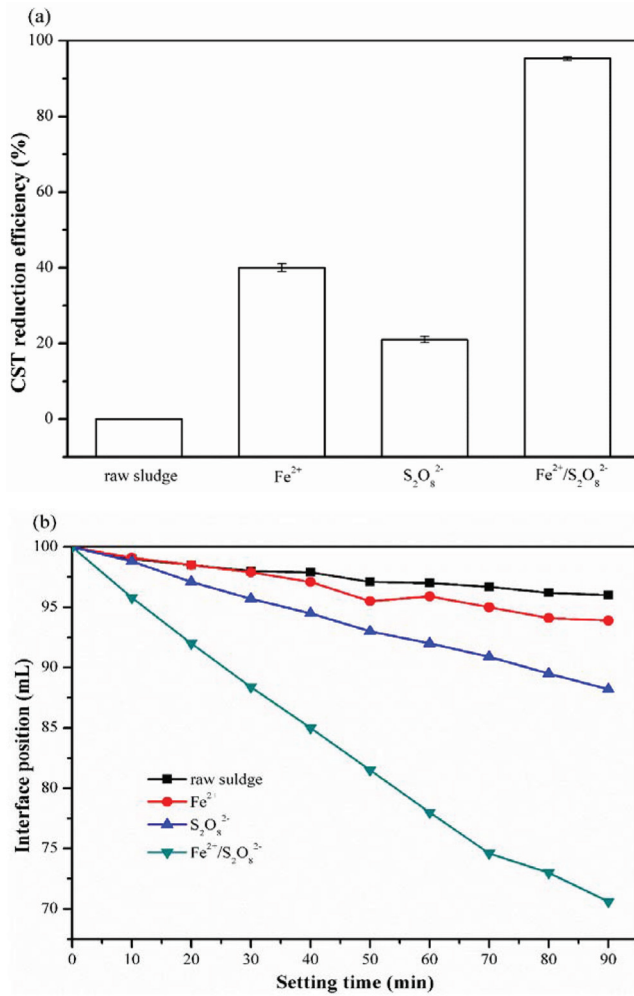 (a)
CST reduction efficiency (%)
100
80
60
40
20
0
raw sludge Fe²⁺ S₂O₈²⁻ Fe²⁺/S₂O₈²⁻
(b)
Interface position (mL)
100
95
90
85
80
75
70
raw suldge
Fe²⁺
S₂O₈²⁻
Fe²⁺/S₂O₈²⁻
0 10 20 30 40 50 60 70 80 90
Setting time (min)